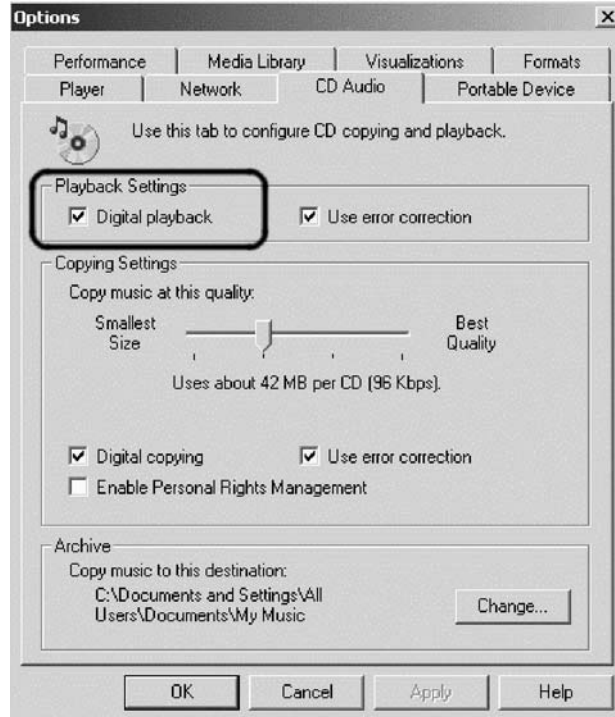 Options
Performance Media Library Visualizations Formats
Player Network CD Audio Portable Device
Use this tab to configure CD copying and playback.
Playback Settings
Digital playback Use error correction
Copying Settings
Copy music at this quality:
Smallest Best
Size Quality
Uses about 42 MB per CD (96 Kbps).
Digital copying Use error correction
Enable Personal Rights Management
Archive
Copy music to this destination:
C:\Documents and Settings\All
Users\Documents\My Music
Change...
OK Cancel Apply Help